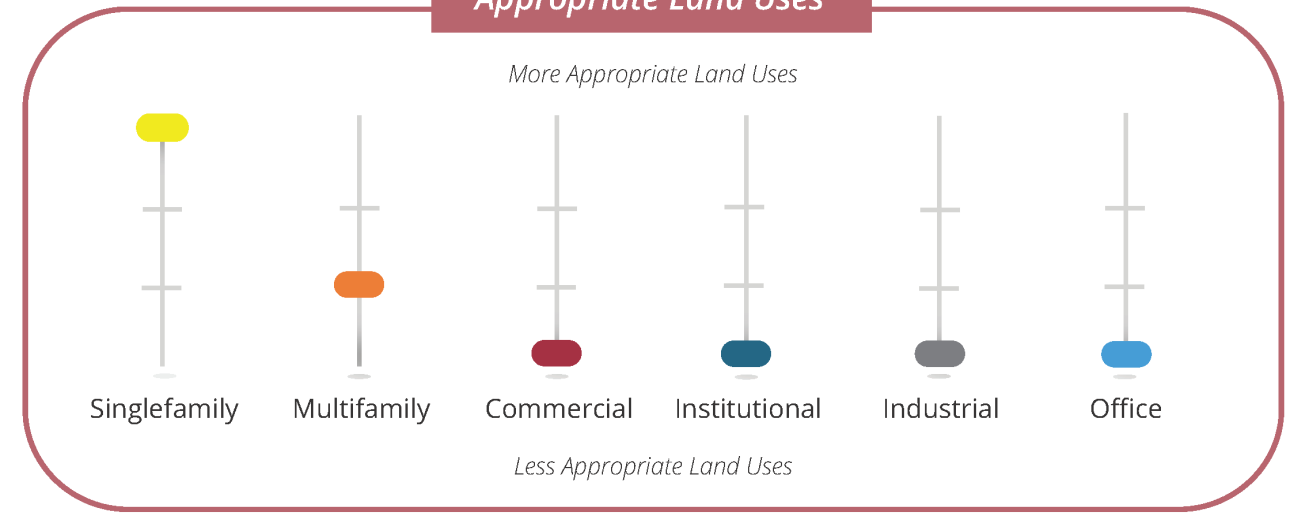 Appropriate Land Uses
More Appropriate Land Uses
Singlefamily Multifamily Commercial Institutional Industrial Office
Less Appropriate Land Uses